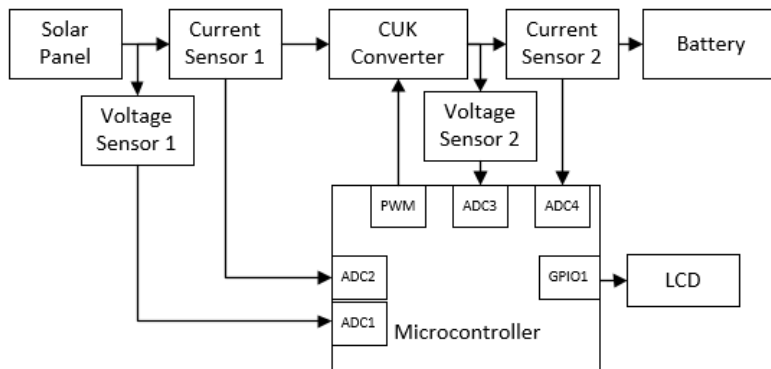 Solar
Panel
Current
Sensor 1
CUK
Converter
Current
Sensor 2
Battery
Voltage
Sensor 1
Voltage
Sensor 2
PWM
ADC3
ADC4
ADC2
GPIO1
LCD
ADC1
Microcontroller